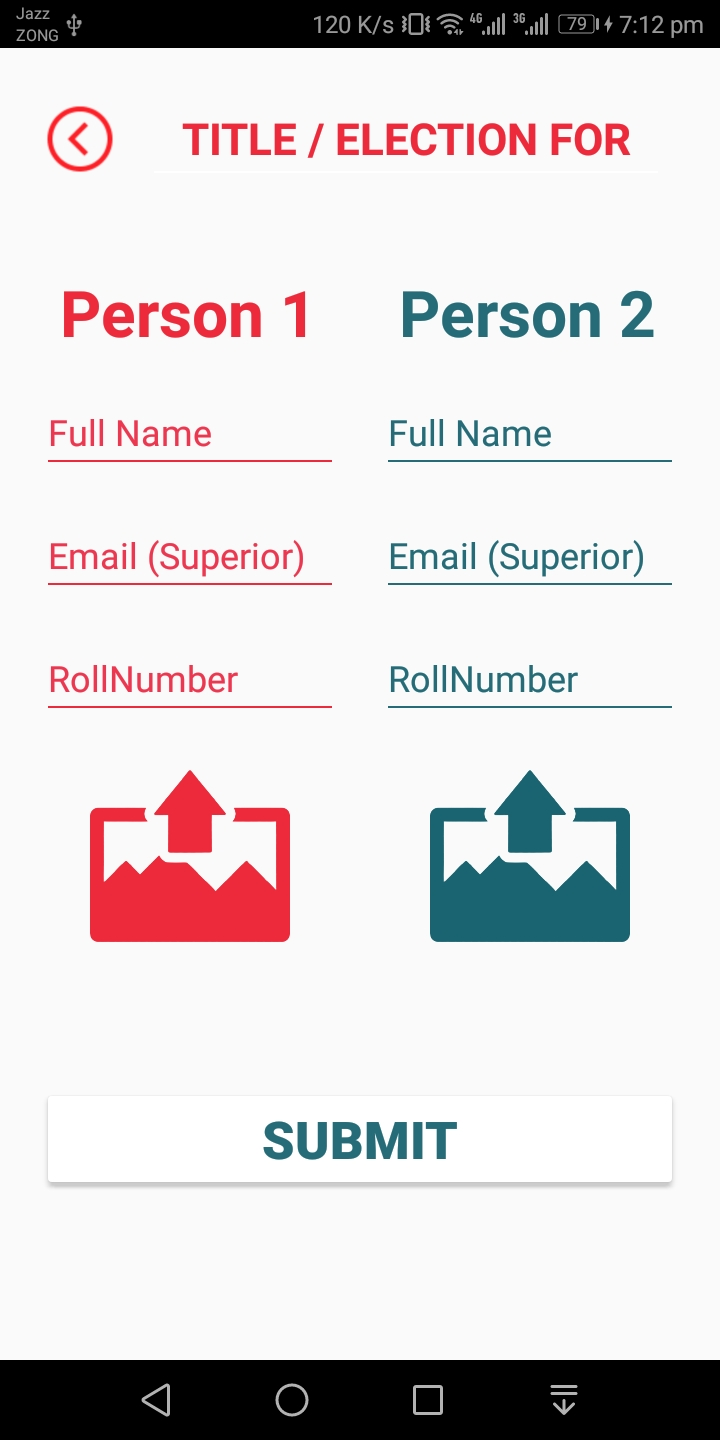 Jazz
ZONG 120 K/s 4G 3G 79 7:12 pm
TITLE / ELECTION FOR
Person 1 Person 2
Full Name Full Name
Email (Superior) Email (Superior)
RollNumber RollNumber
SUBMIT